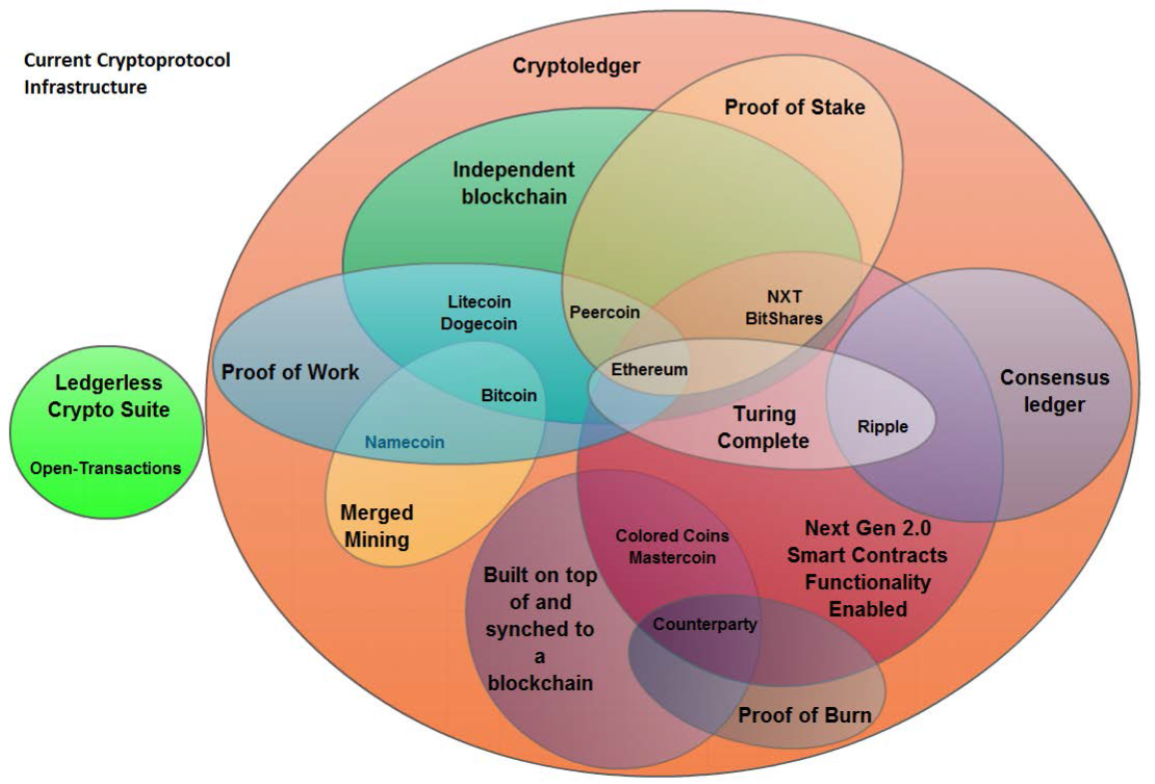 Current Cryptoprotocol
Infrastructure
Cryptoledger
Proof of Stake
Independent
blockchain
Litecoin
Dogecoin
Peercoin
NXT
BitShares
Proof of Work
Ethereum
Bitcoin
Namecoin
Turing
Complete
Ripple
Consensus
ledger
Ledgerless
Crypto Suite
Open-Transactions
Merged
Mining
Colored Coins
Mastercoin
Next Gen 2.0
Smart Contracts
Functionality
Enabled
Built on top
of and
synched to
a
blockchain
Counterparty
Proof of Burn